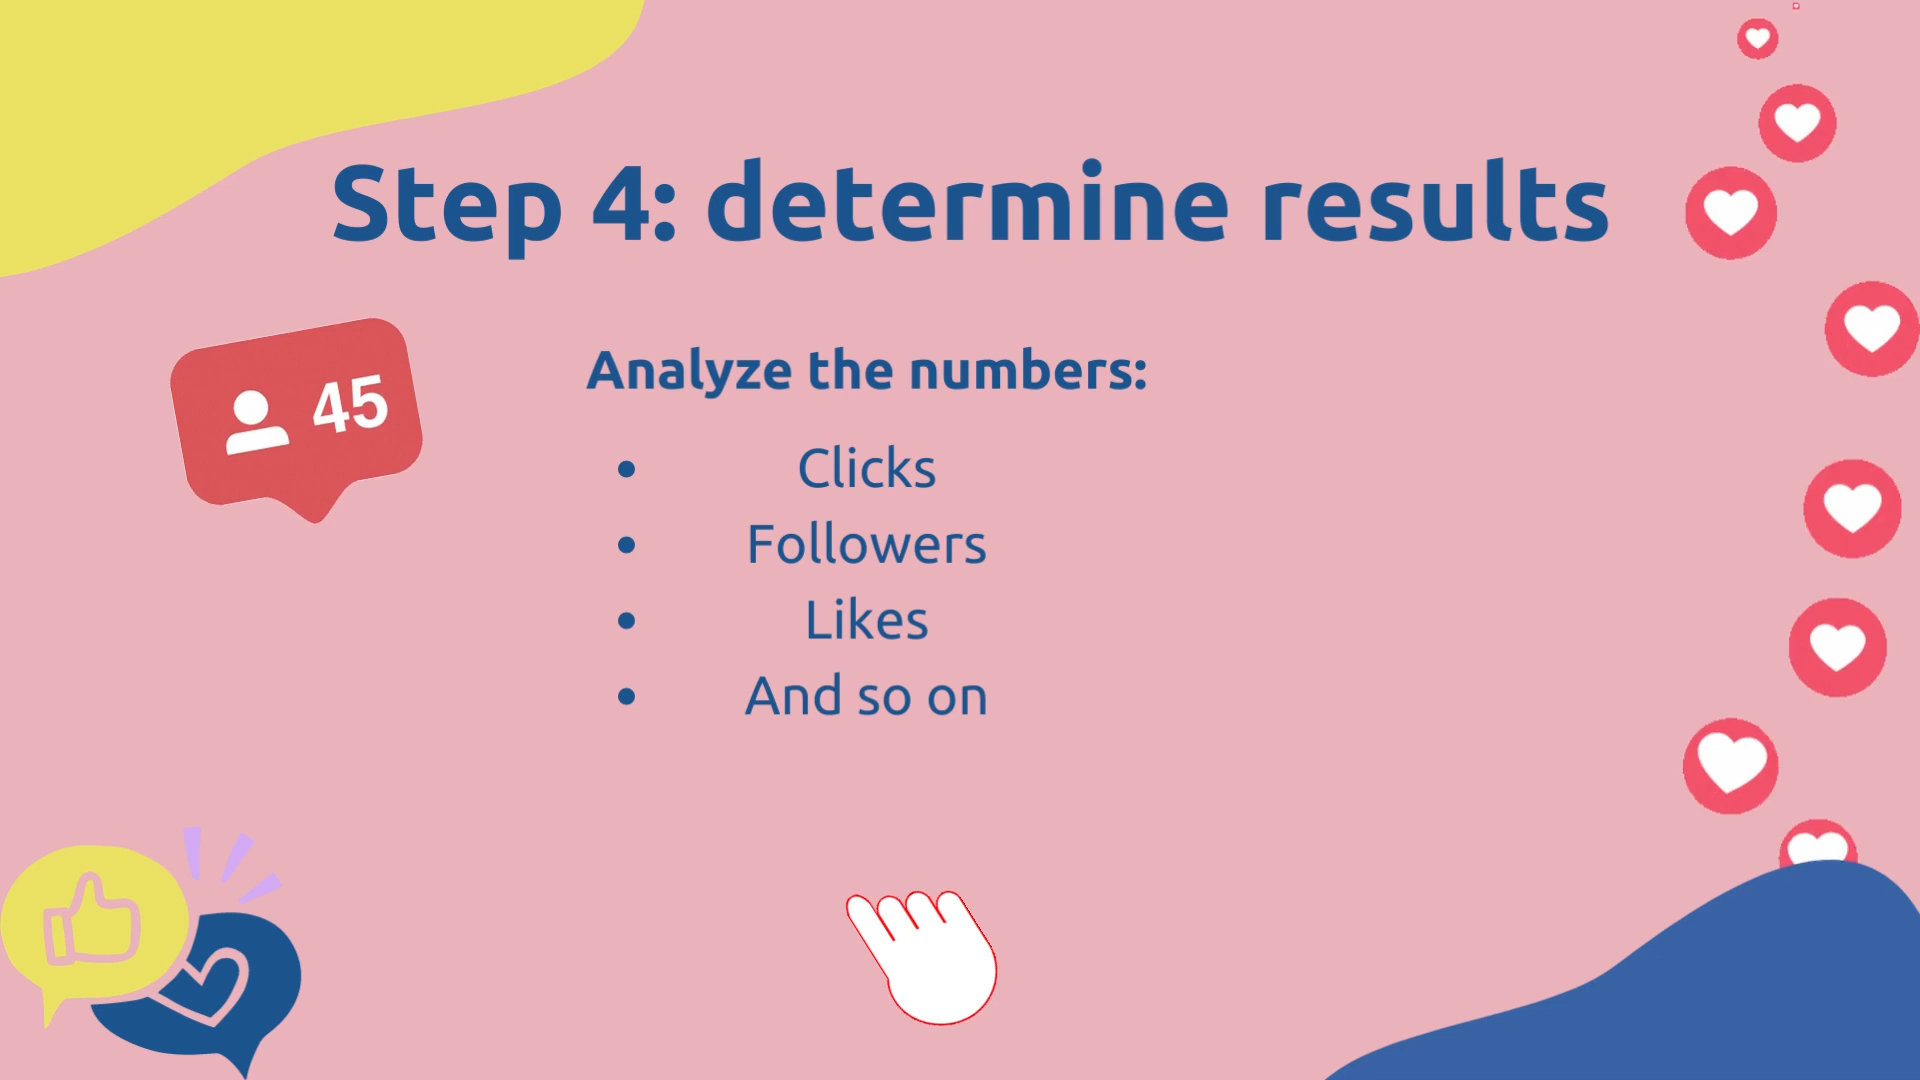 Step 4: determine results
45
Analyze the numbers:
• Clicks
• Followers
• Likes
• And so on